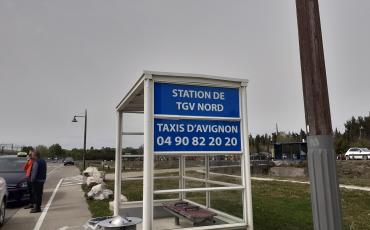 STATION DE
TGV NORD
TAXIS D'AVIGNON
04 90 82 20 20